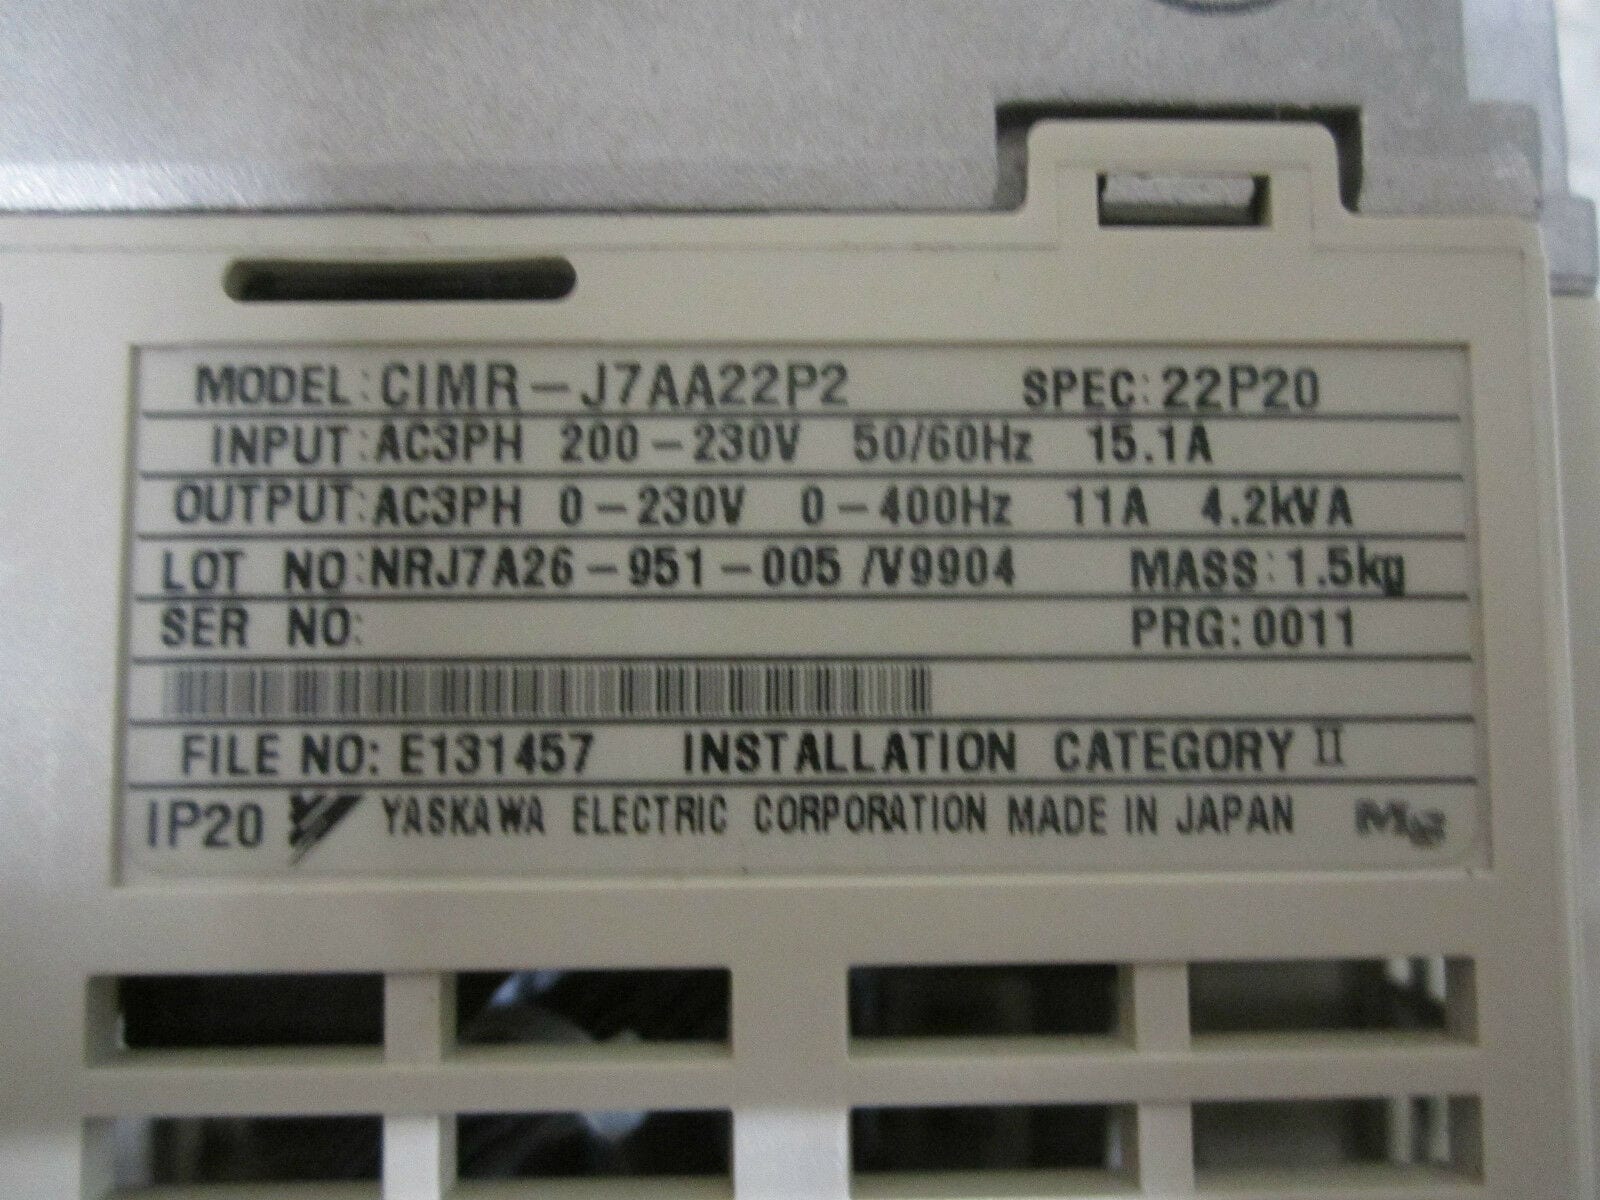 MODEL:CIMR-J7AA22P2 SPEC:22P20
INPUT:AC3PH 200-230V 50/60Hz 15.1A
OUTPUT:AC3PH 0-230V 0-400Hz 11A 4.2kVA
LOT NO:NRJ7A26-951-005/V9904 MASS:1.5kg
SER NO: PRG:0011
FILE NO: E131457 INSTALLATION CATEGORY II
IP20 YASKAWA ELECTRIC CORPORATION MADE IN JAPAN